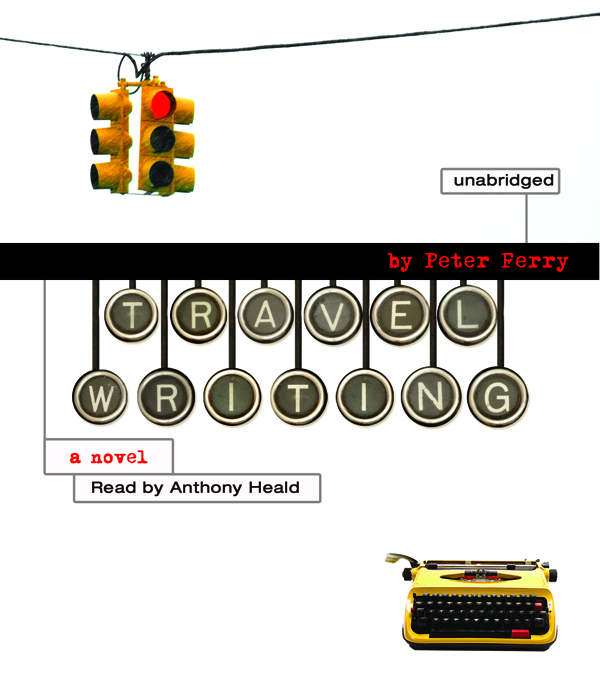 unabridged
by Peter Ferry
TRAVEL
WRITING
a novel
Read by Anthony Heald